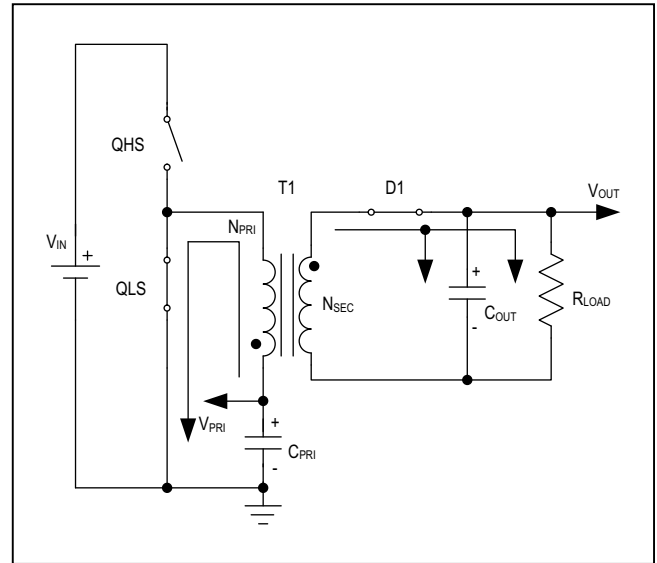 QHS
T1
D1
VOUT
NPRI
VIN
+
QLS
NSEC
+
COUT
-
RLOAD
VPRI
+
CPRI
-